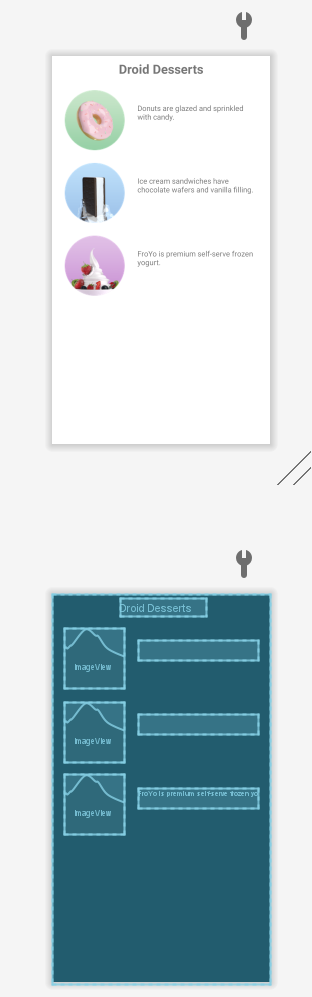 Droid Desserts
Donuts are glazed and sprinkled
with candy.
Ice cream sandwiches have
chocolate wafers and vanilla filling.
FroYo is premium self-serve frozen
yogurt.
Droid Desserts
ImageView
ImageView
FroYo is premium self-serve frozen yo
ImageView